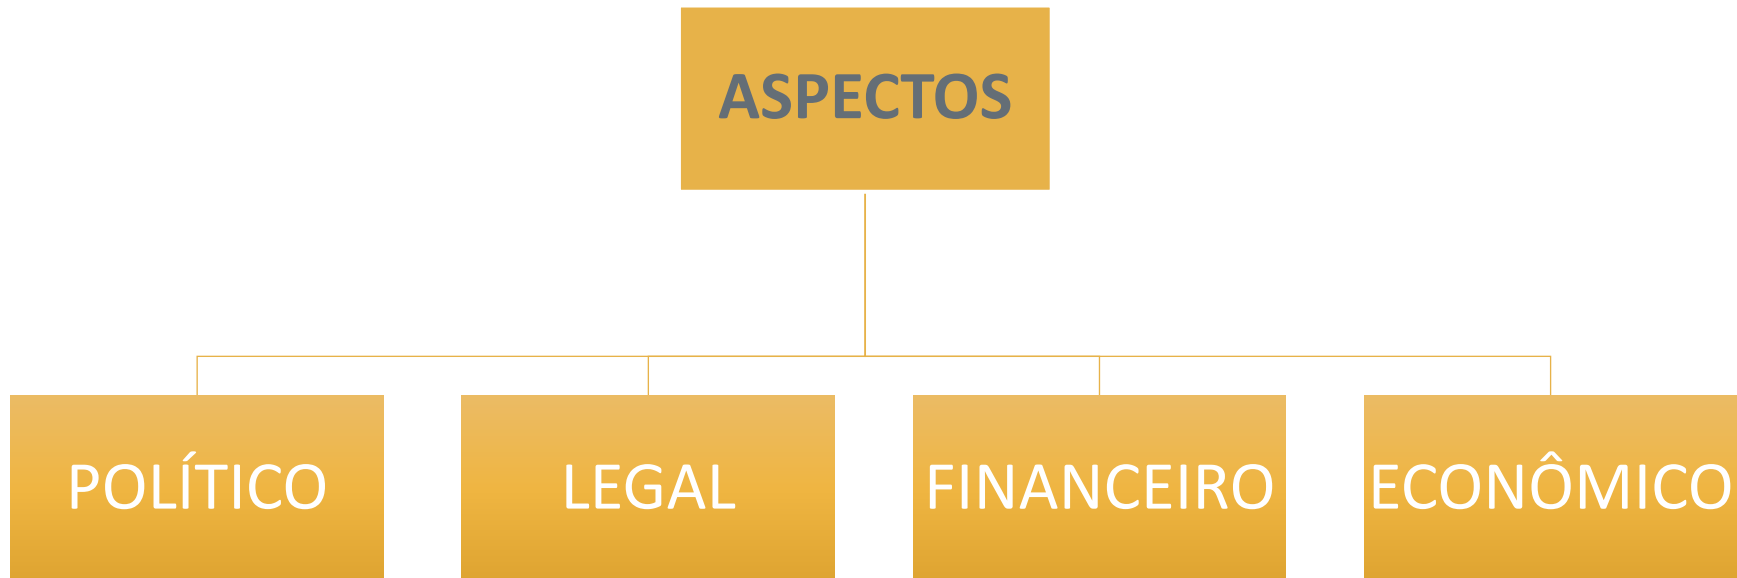 ASPECTOS
POLÍTICO
LEGAL
FINANCEIRO
ECONÔMICO